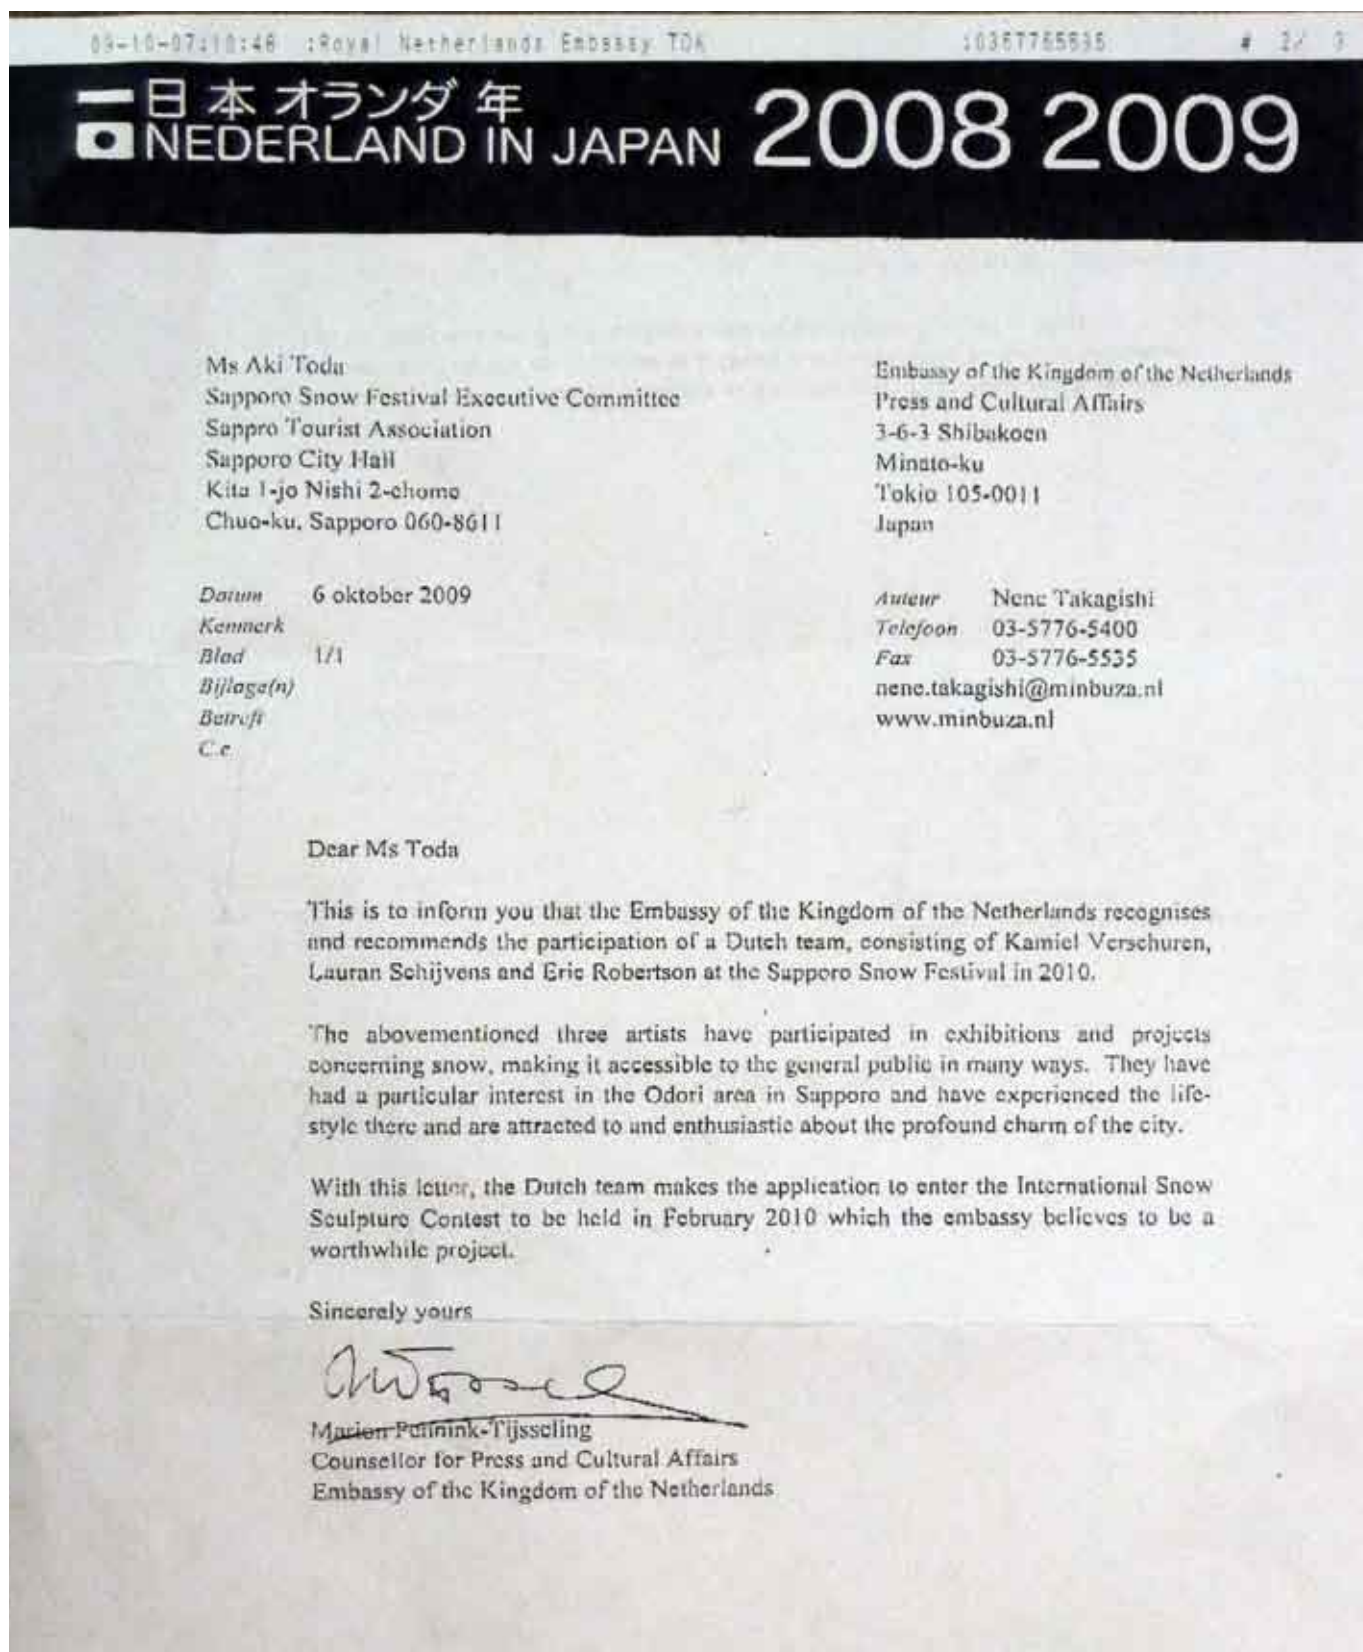 09-10-07;10:46 ;Royal Netherlands Embassy TOK ;0357765535 # 2/ 3
日本オランダ年
NEDERLAND IN JAPAN 2008 2009
Ms Aki Toda
Sapporo Snow Festival Executive Committee
Sappro Tourist Association
Sapporo City Hall
Kita 1-jo Nishi 2-chome
Chuo-ku, Sapporo 060-8611
Embassy of the Kingdom of the Netherlands
Press and Cultural Affairs
3-6-3 Shibakoen
Minato-ku
Tokio 105-0011
Japan
Datum 6 oktober 2009
Kenmerk
Blad 1/1
Bijlage(n)
Betreft
C.c.
Auteur Nene Takagishi
Telefoon 03-5776-5400
Fax 03-5776-5535
nene.takagishi@minbuza.nl
www.minbuza.nl
Dear Ms Toda
This is to inform you that the Embassy of the Kingdom of the Netherlands recognises
and recommends the participation of a Dutch team, consisting of Kamiel Verschuren,
Lauran Schijvens and Eric Robertson at the Sapporo Snow Festival in 2010.
The abovementioned three artists have participated in exhibitions and projects
concerning snow, making it accessible to the general public in many ways. They have
had a particular interest in the Odori area in Sapporo and have experienced the life-
style there and are attracted to and enthusiastic about the profound charm of the city.
With this letter, the Dutch team makes the application to enter the International Snow
Sculpture Contest to be held in February 2010 which the embassy believes to be a
worthwhile project.
Sincerely yours
Marion Pennink-Tijsseling
Counsellor for Press and Cultural Affairs
Embassy of the Kingdom of the Netherlands